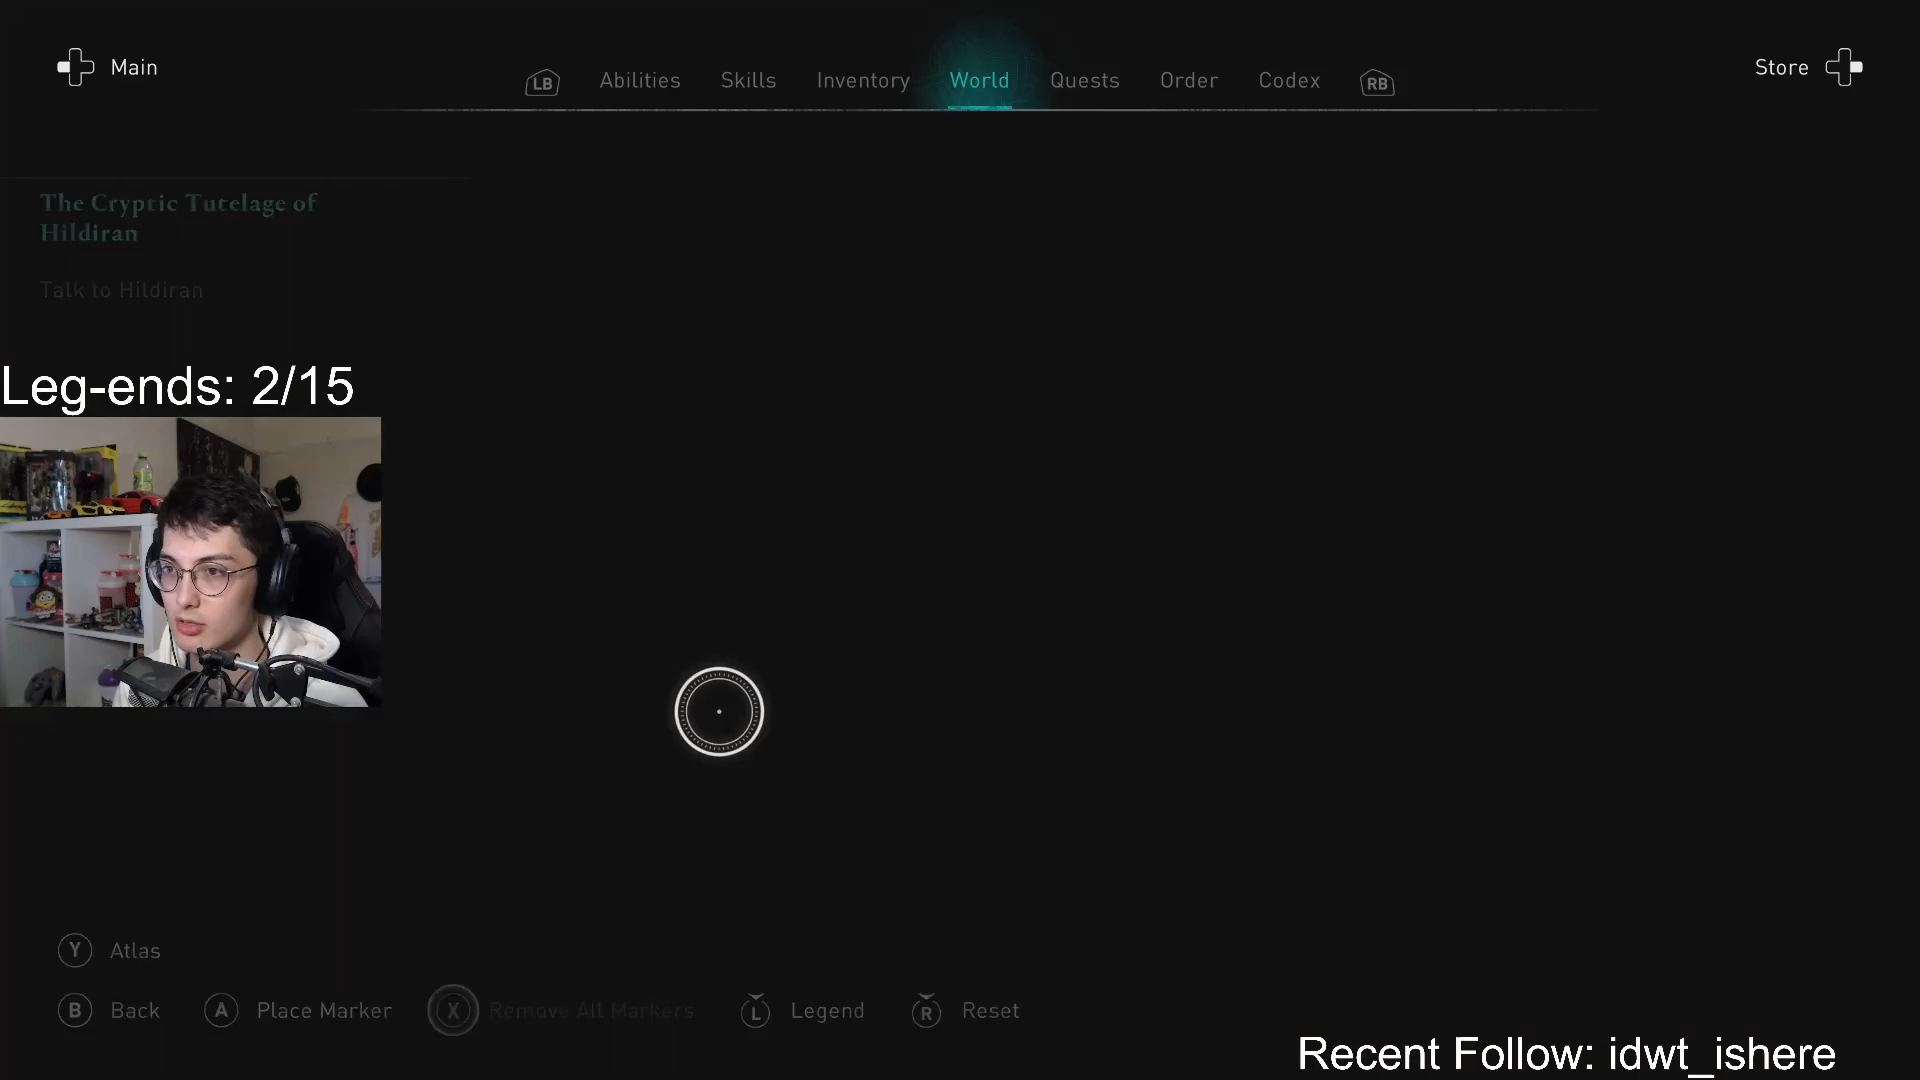 Main
LB Abilities Skills Inventory World Quests Order Codex RB
Store
The Cryptic Tutelage of
Hildiran
Talk to Hildiran
Leg-ends: 2/15
Y Atlas
B Back A Place Marker X Remove All Markers L Legend R Reset
Recent Follow: idwt_ishere